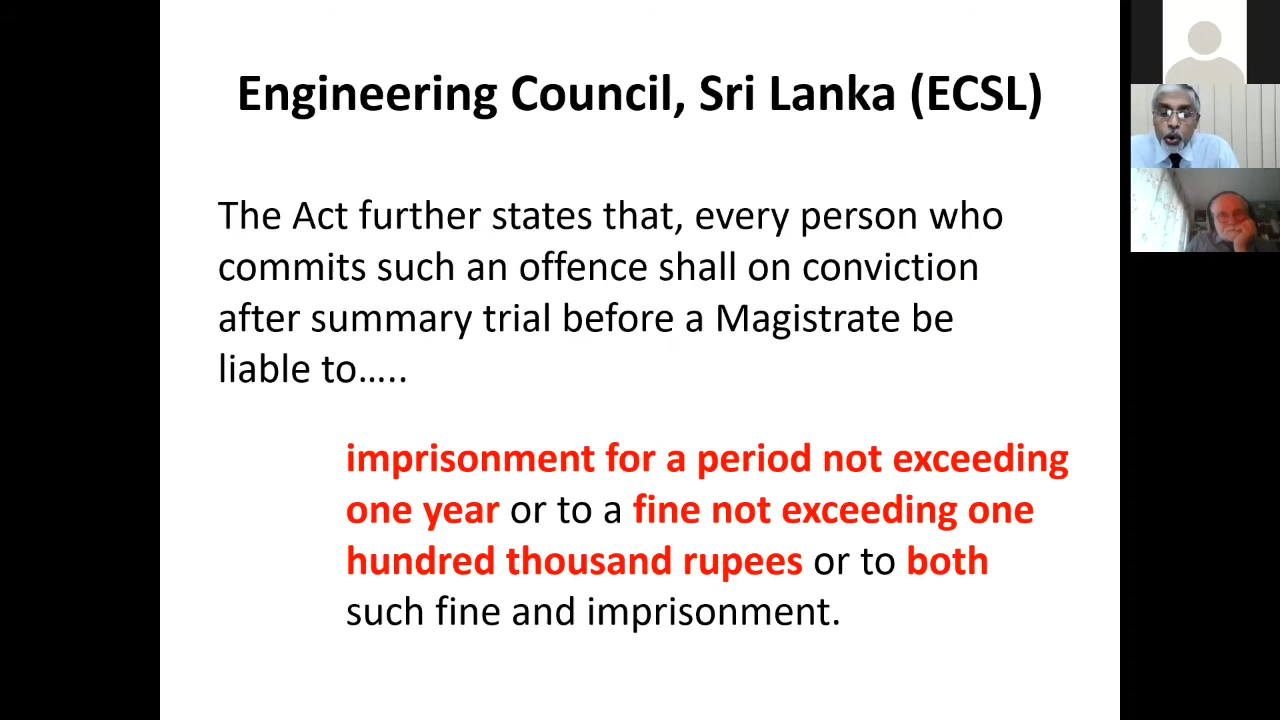 Engineering Council, Sri Lanka (ECSL)
The Act further states that, every person who
commits such an offence shall on conviction
after summary trial before a Magistrate be
liable to…..
imprisonment for a period not exceeding
one year or to a fine not exceeding one
hundred thousand rupees or to both
such fine and imprisonment.